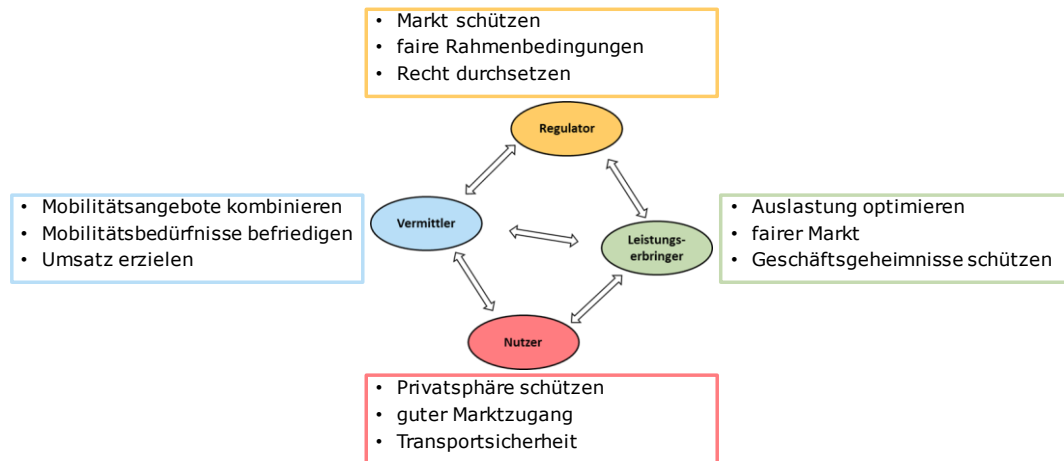 • Markt schützen
• faire Rahmenbedingungen
• Recht durchsetzen
Regulator
• Mobilitätsangebote kombinieren
• Mobilitätsbedürfnisse befriedigen
• Umsatz erzielen
Vermittler
Leistungs-
erbringer
• Auslastung optimieren
• fairer Markt
• Geschäftsgeheimnisse schützen
Nutzer
• Privatsphäre schützen
• guter Marktzugang
• Transportsicherheit